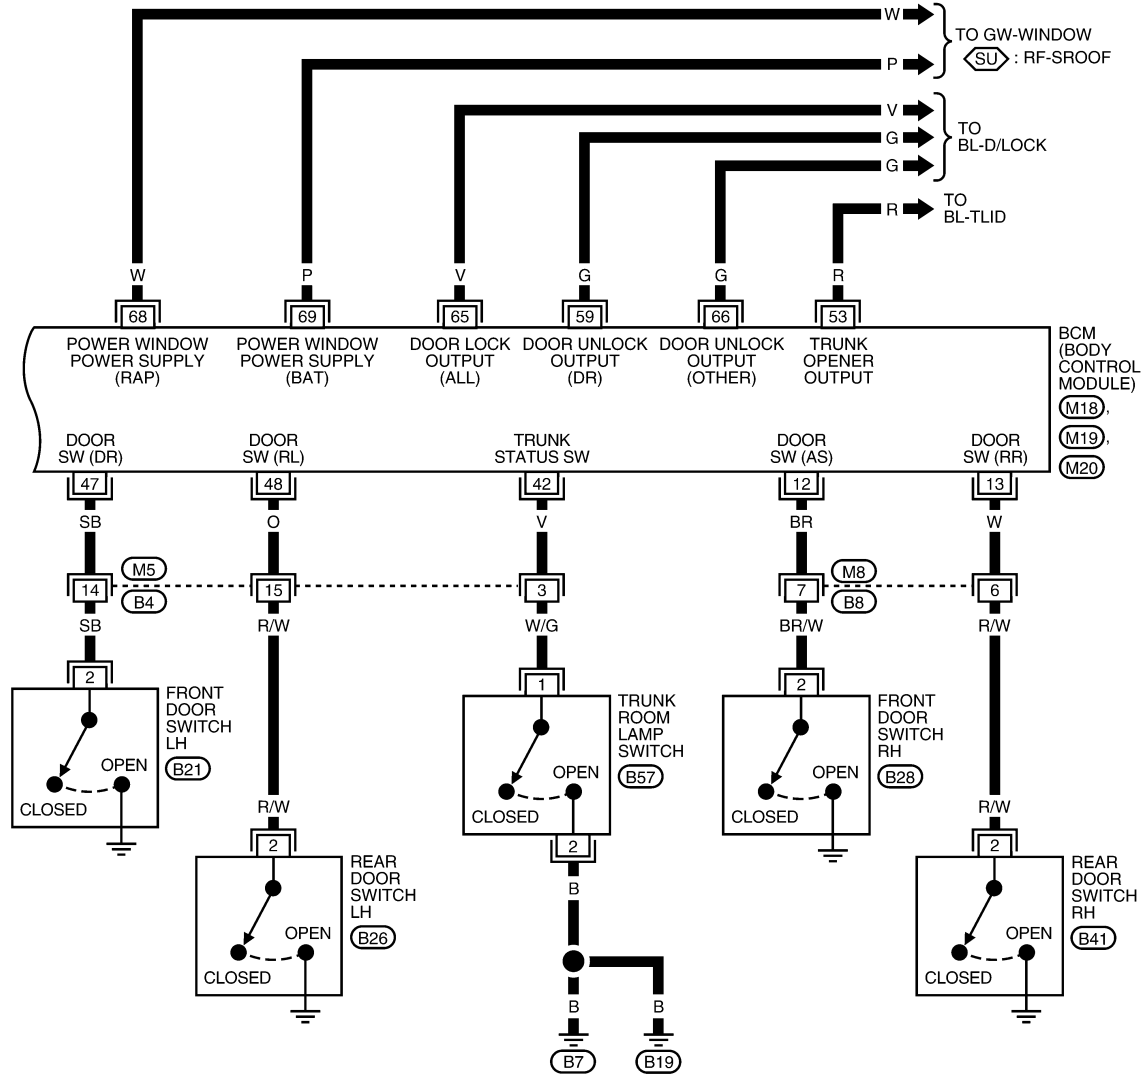 W
TO GW-WINDOW
SU : RF-SROOF
P
V
G
TO
BL-D/LOCK
G
R
TO
BL-TLID
W P V G G R
68 69 65 59 66 53
POWER WINDOW
POWER SUPPLY
(RAP)
POWER WINDOW
POWER SUPPLY
(BAT)
DOOR LOCK
OUTPUT
(ALL)
DOOR UNLOCK
OUTPUT
(DR)
DOOR UNLOCK
OUTPUT
(OTHER)
TRUNK
OPENER
OUTPUT
BCM
(BODY
CONTROL
MODULE)
M18,
M19,
M20
DOOR
SW (DR)
DOOR
SW (RL)
TRUNK
STATUS SW
DOOR
SW (AS)
DOOR
SW (RR)
47 48 42 12 13
SB O V BR W
M5
M8
14 15 3 7 6
B4
B8
SB R/W W/G BR/W R/W
2
FRONT
DOOR
SWITCH
LH
B21
OPEN
CLOSED
1
TRUNK
ROOM
LAMP
SWITCH
B57
OPEN
CLOSED
2
2
FRONT
DOOR
SWITCH
RH
B28
OPEN
CLOSED
R/W
2
REAR
DOOR
SWITCH
LH
B26
OPEN
CLOSED
R/W
2
REAR
DOOR
SWITCH
RH
B41
OPEN
CLOSED
B
B B
B7 B19